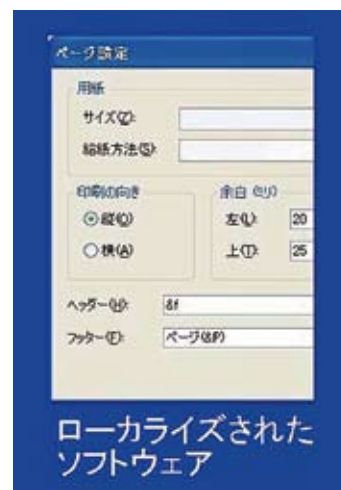 ページ設定
用紙
サイズ(Z):
給紙方法(S):
印刷の向き
縦(O)
横(A)
余白 (ミリ)
左(L): 20
上(T): 25
ヘッダー(H): &f
フッター(F): ページ(&P)
ローカライズされた
ソフトウェア